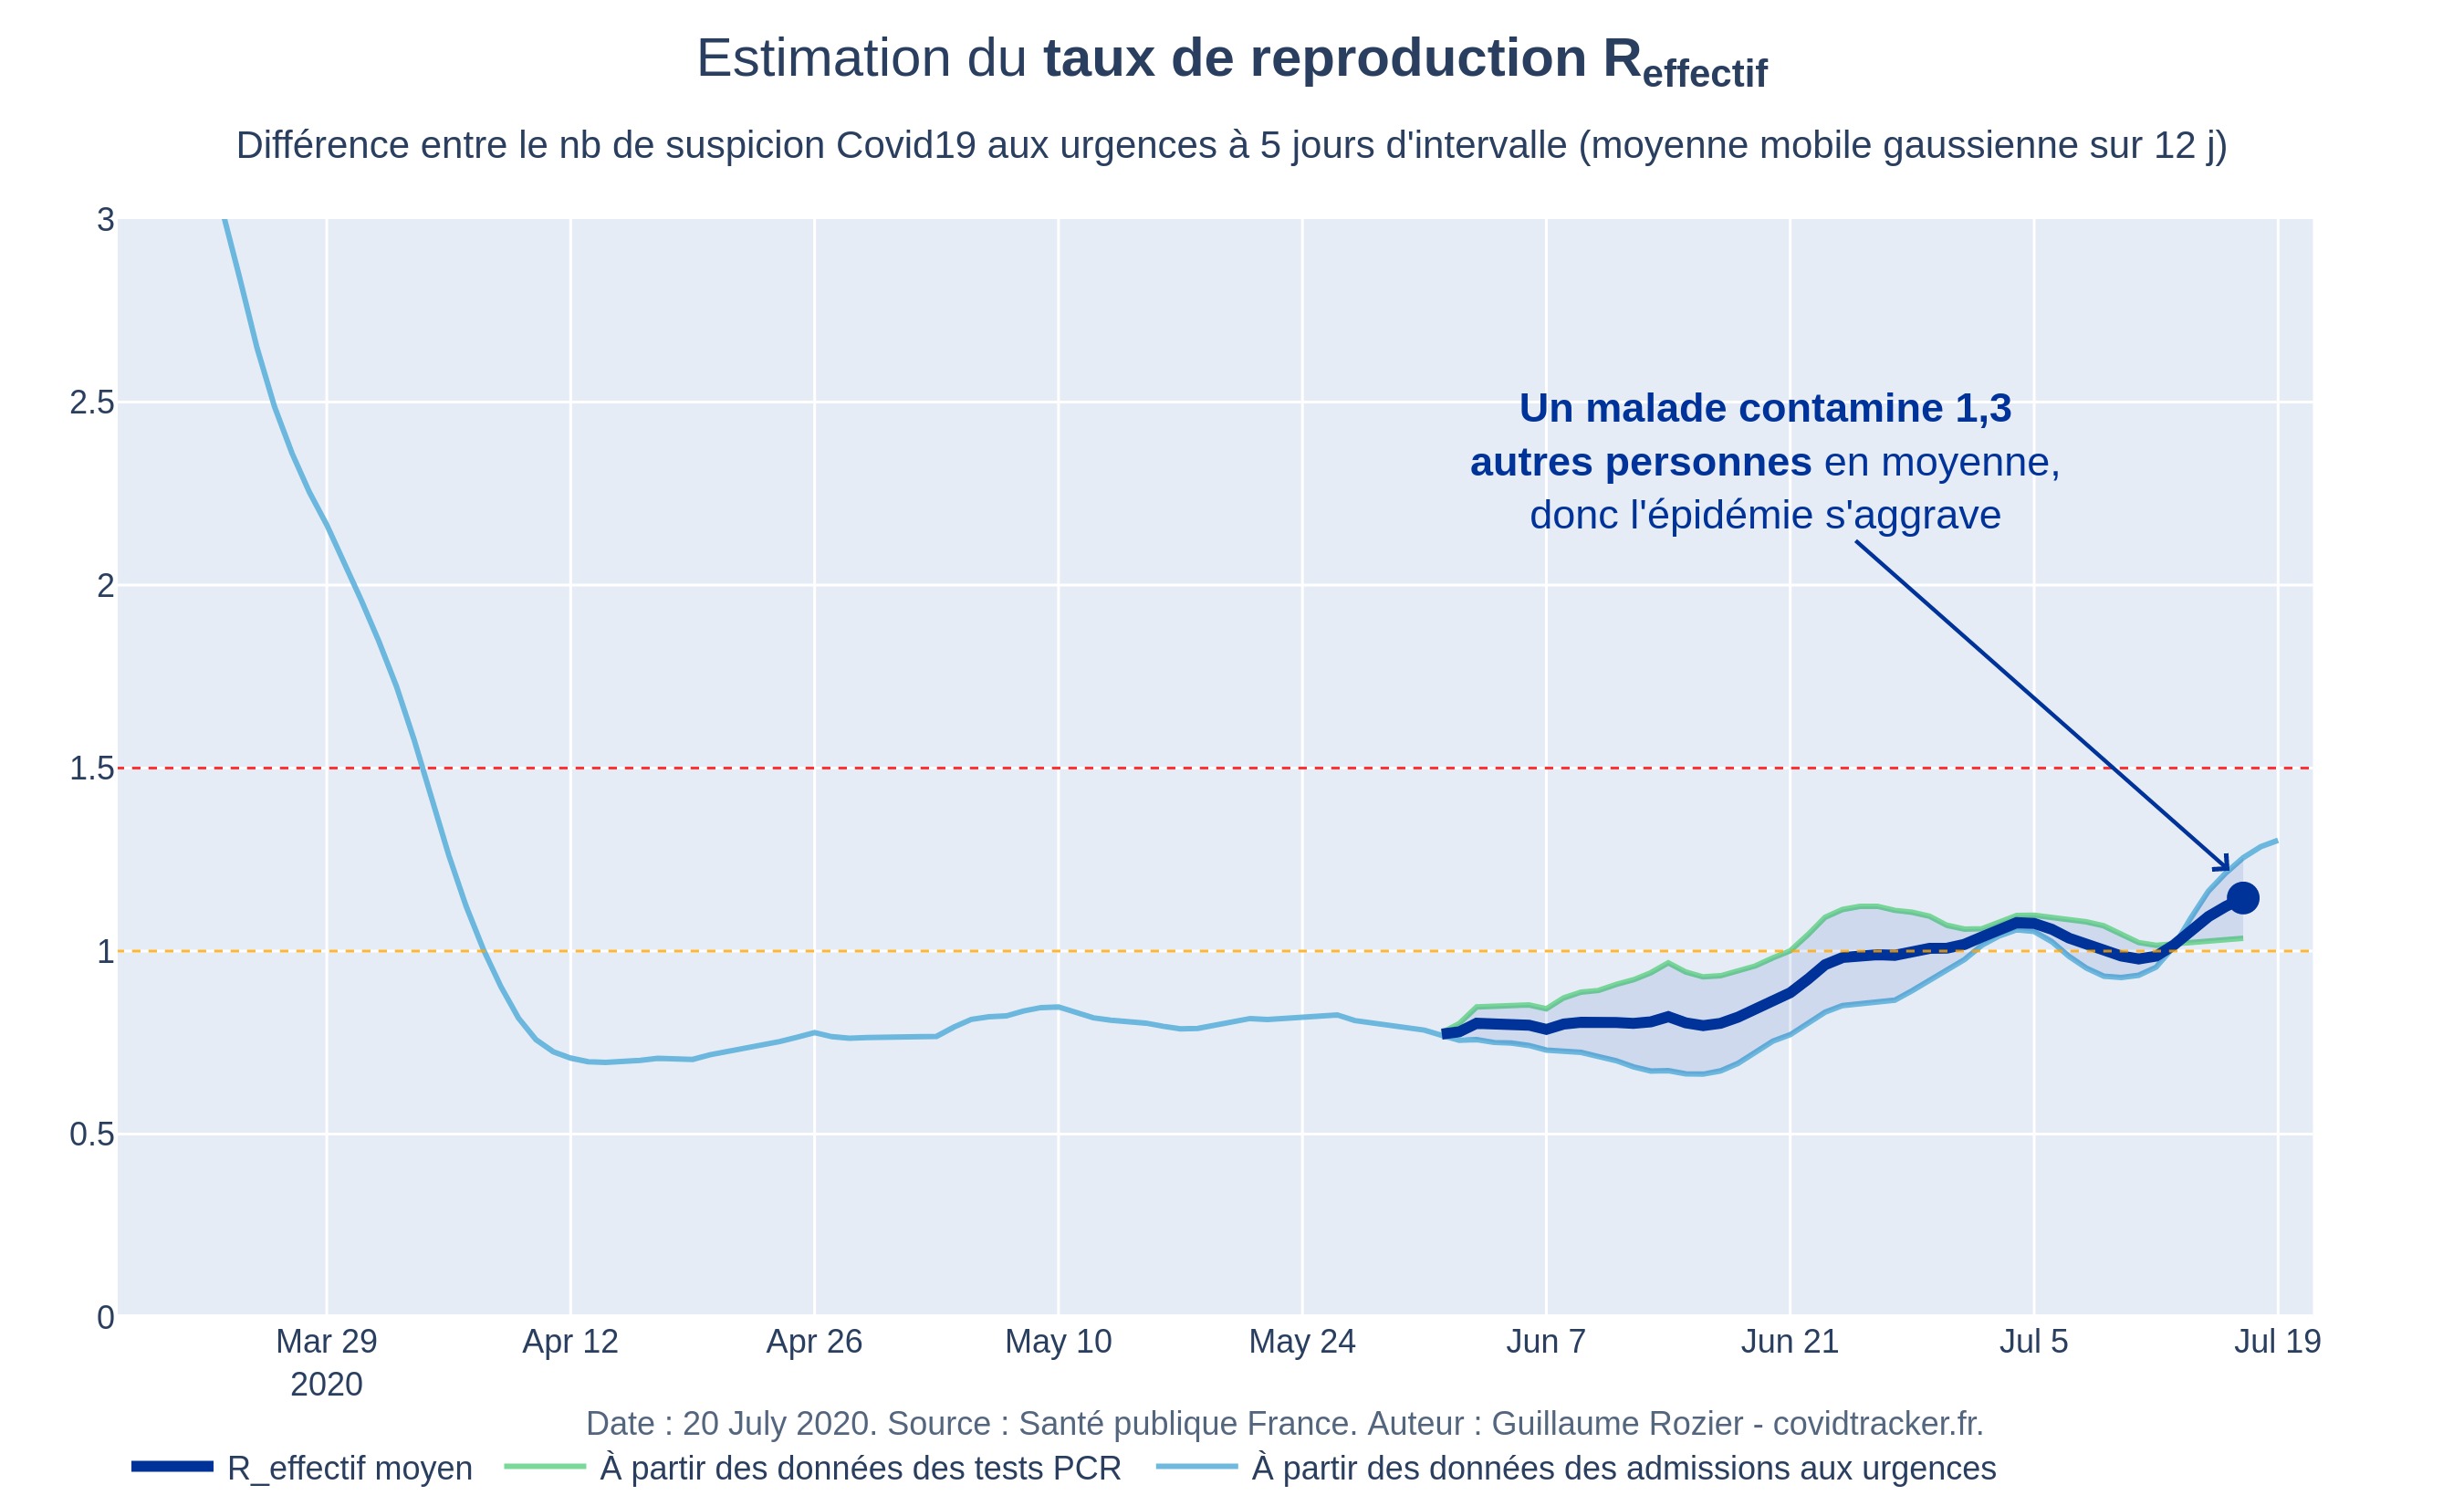 Estimation du taux de reproduction Reffectif
Différence entre le nb de suspicion Covid19 aux urgences à 5 jours d'intervalle (moyenne mobile gaussienne sur 12 j)
3
2.5
2
1.5
1
0.5
0
Un malade contamine 1,3
autres personnes en moyenne,
donc l'épidémie s'aggrave
Mar 29 Apr 12 Apr 26 May 10 May 24 Jun 7 Jun 21 Jul 5 Jul 19
2020
Date : 20 July 2020. Source : Santé publique France. Auteur : Guillaume Rozier - covidtracker.fr.
R_effectif moyen À partir des données des tests PCR À partir des données des admissions aux urgences